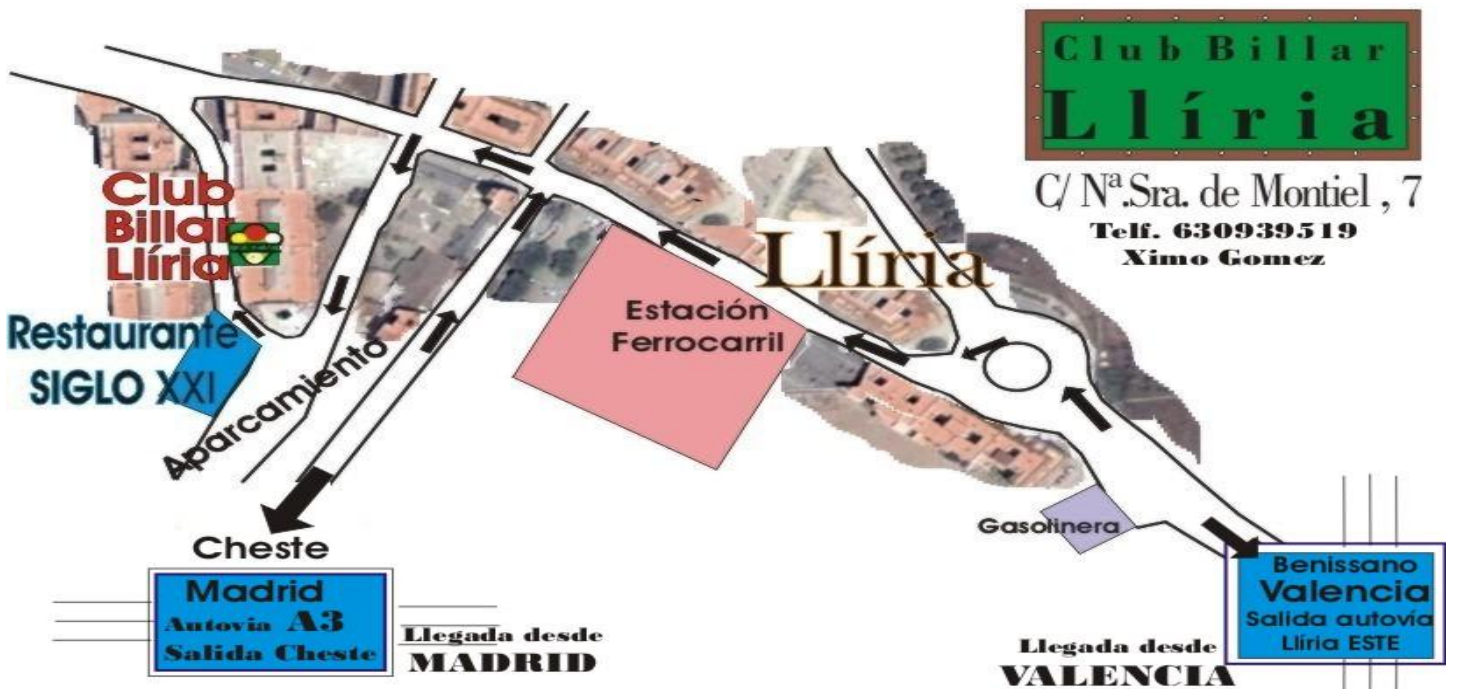 Club Billar
Llíria
C/ Nª.Sra. de Montiel , 7
Telf. 630939519
Ximo Gomez
Club
Billar
Llíria
Llíria
Estación
Ferrocarril
Restaurante
SIGLO XXI
Aparcamiento
Gasolinera
Cheste
Madrid
Autovia A3
Salida Cheste
Llegada desde
MADRID
Llegada desde
VALENCIA
Benissano
Valencia
Salida autovía
Llíria ESTE